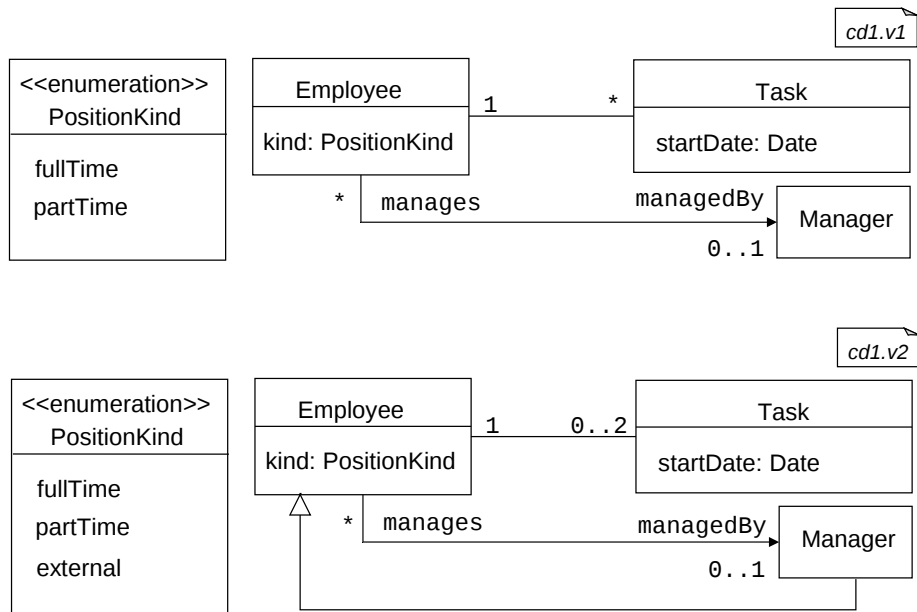 cd1.v1
<<enumeration>>
PositionKind
fullTime
partTime
Employee
kind: PositionKind
1
*
Task
startDate: Date
*
manages
managedBy
0..1
Manager
cd1.v2
<<enumeration>>
PositionKind
fullTime
partTime
external
Employee
kind: PositionKind
1
0..2
Task
startDate: Date
*
manages
managedBy
0..1
Manager